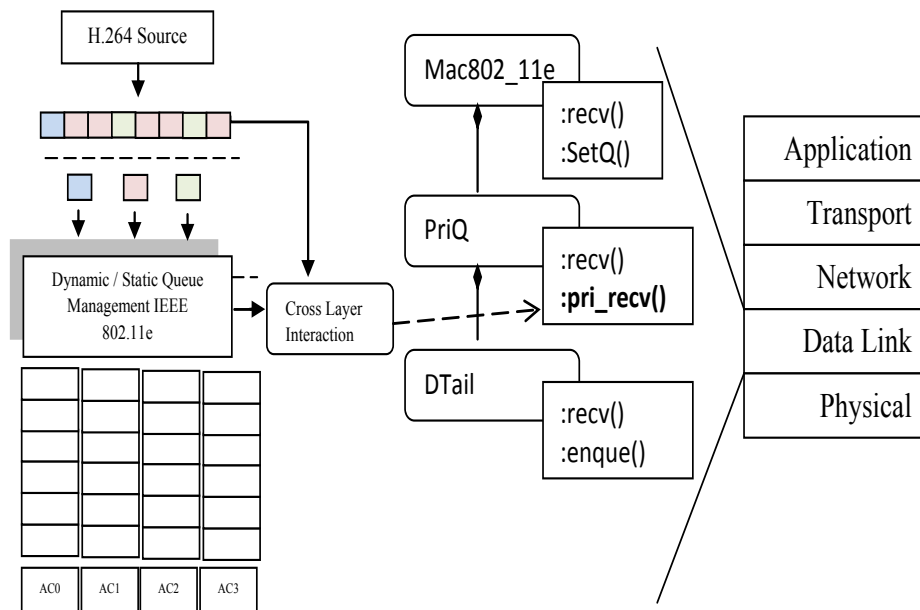 H.264 Source
Dynamic / Static Queue
Management IEEE
802.11e
Cross Layer
Interaction
AC0
AC1
AC2
AC3
Mac802_11e
:recv()
:SetQ()
PriQ
:recv()
:pri_recv()
DTail
:recv()
:enque()
Application
Transport
Network
Data Link
Physical